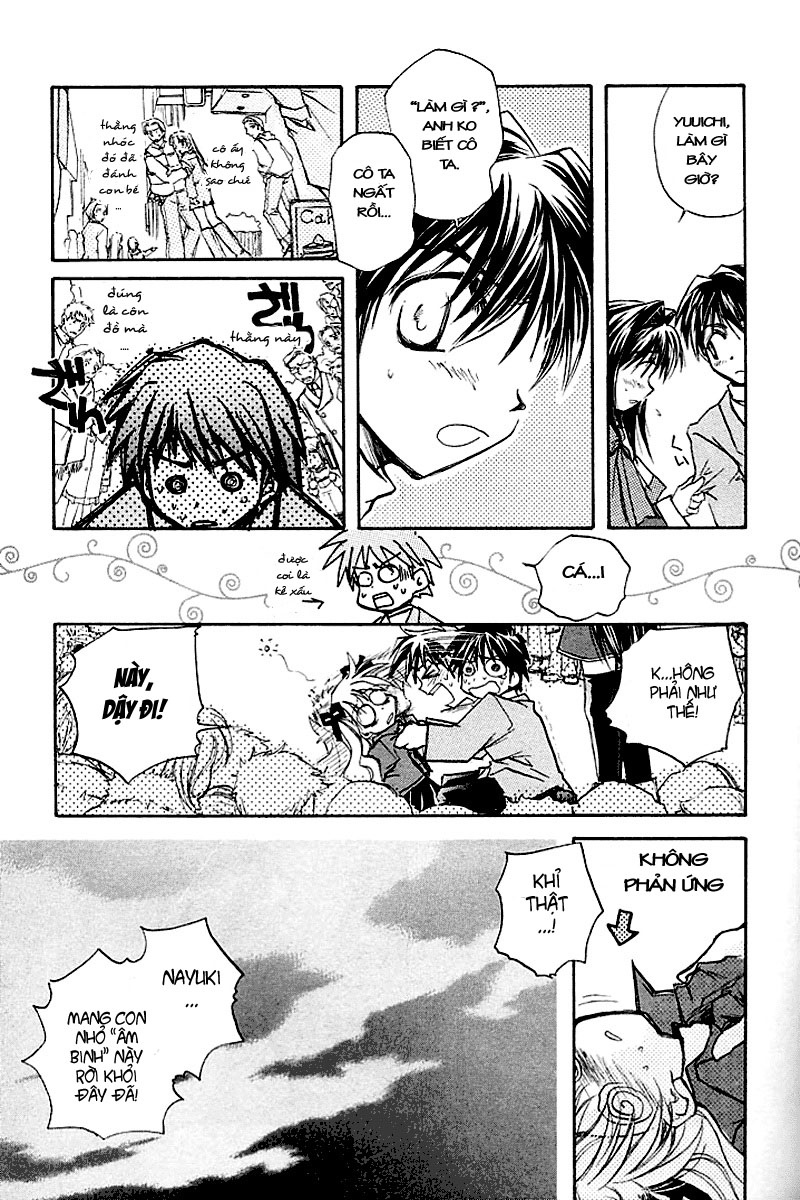 YUUICHI,
LÀM GÌ
BÂY
GIỜ?
"LÀM GÌ ?",
ANH KO
BIẾT CÔ
TA.
CÔ TA
NGẤT
RỒI...
cô ấy
không
sao chứ
thằng
nhóc
đó đã
đánh
con bé
...
Caf
thằng này
đúng
là côn
đồ mà
....
được
coi là
kẻ xấu
CÁ...I
K...HÔNG
PHẢI NHƯ
THẾ!
NÀY,
DẬY ĐI!
KHÔNG
PHẢN ỨNG
KHỈ
THẬT
...!
NAYUKI
...
MANG CON
NHỎ "ÂM
BINH" NÀY
RỜI KHỎI
ĐÂY ĐÃ!